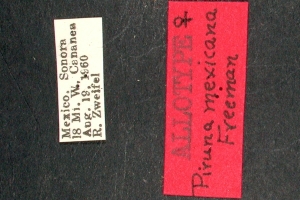 Mexico, Sonora
18 Mi. W. Cananea
Aug. 19, 1960
R. Zweifel
ALLOTYPE ♀
Piruna mexicana
Freeman